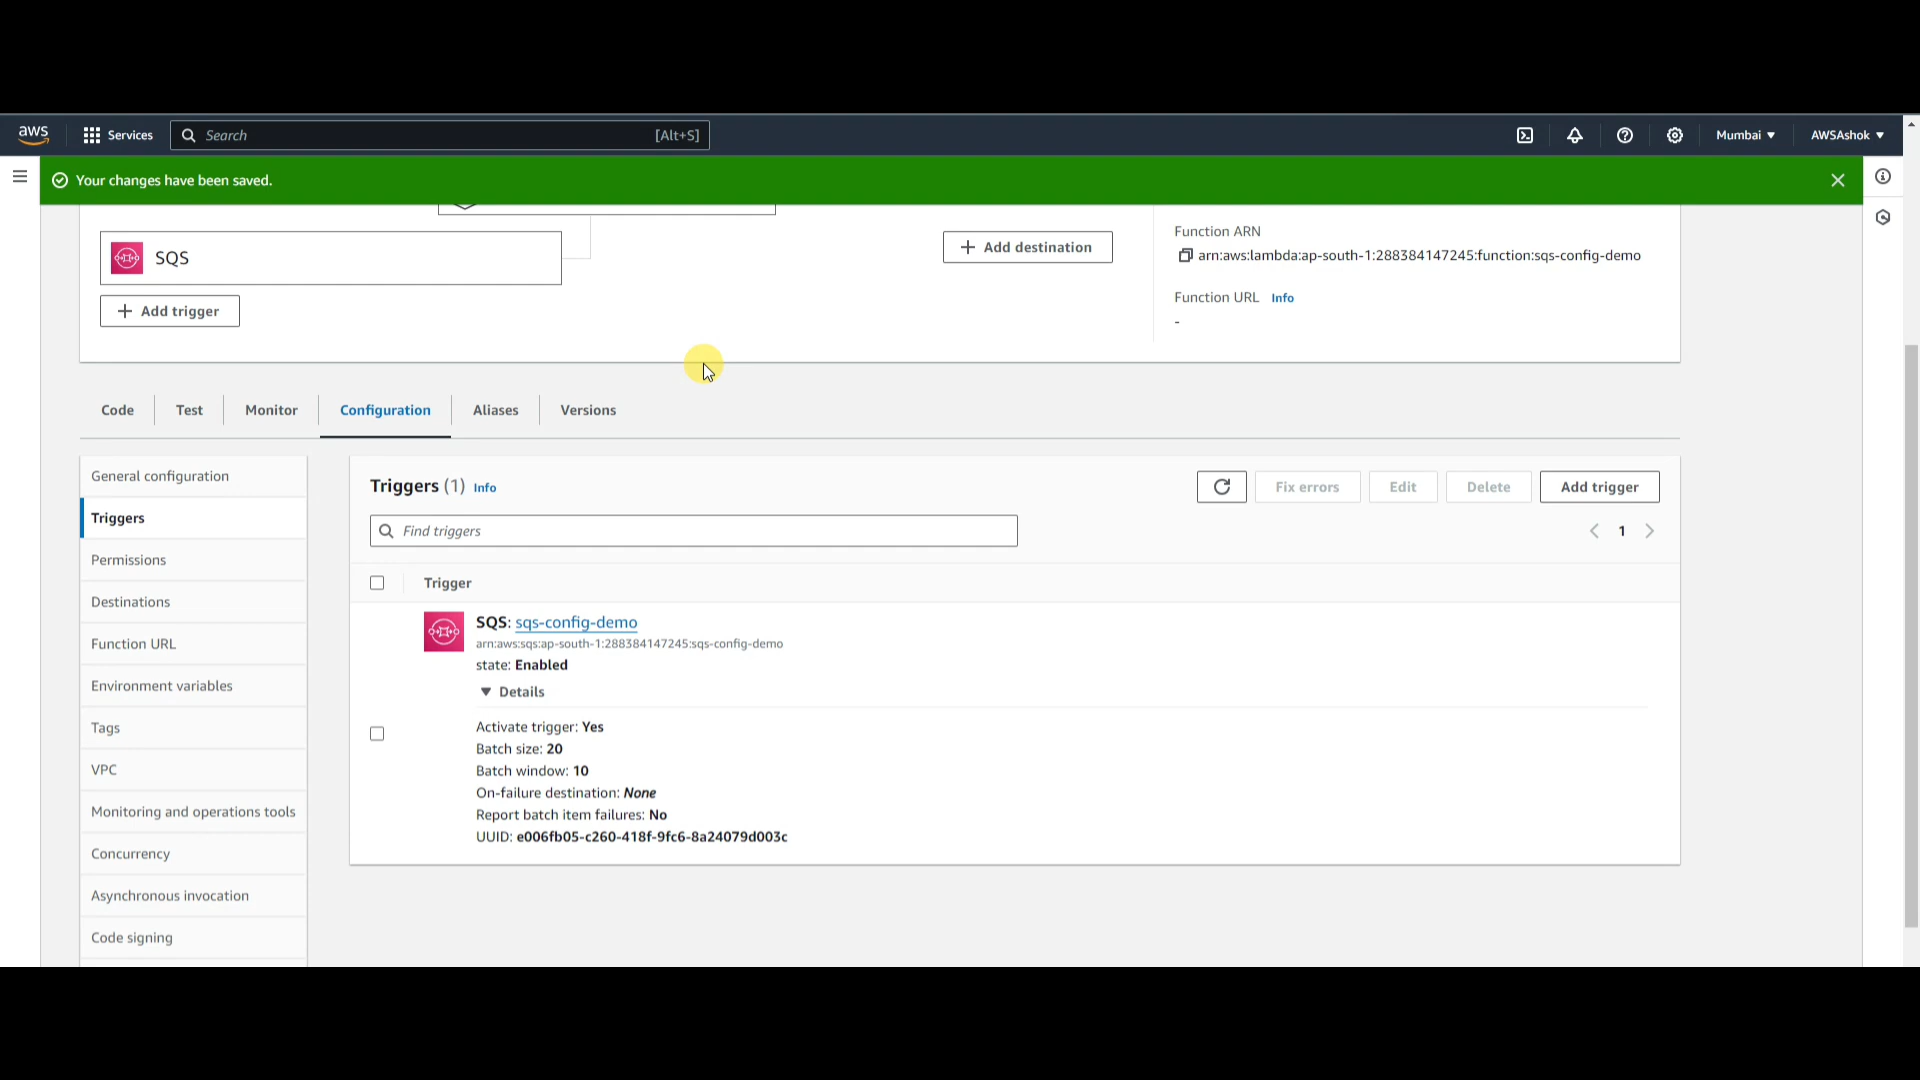 aws
Services
Search
[Alt+S]
Mumbai
AWSAshok
Your changes have been saved.
SQS
Add trigger
Add destination
Function ARN
arn:aws:lambda:ap-south-1:288384147245:function:sqs-config-demo
Function URL Info
-
Code
Test
Monitor
Configuration
Aliases
Versions
General configuration
Triggers
Permissions
Destinations
Function URL
Environment variables
Tags
VPC
Monitoring and operations tools
Concurrency
Asynchronous invocation
Code signing
Triggers (1) Info
Fix errors
Edit
Delete
Add trigger
Find triggers
1
Trigger
SQS: sqs-config-demo
arn:aws:sqs:ap-south-1:288384147245:sqs-config-demo
state: Enabled
Details
Activate trigger: Yes
Batch size: 20
Batch window: 10
On-failure destination: None
Report batch item failures: No
UUID: e006fb05-c260-418f-9fc6-8a24079d003c